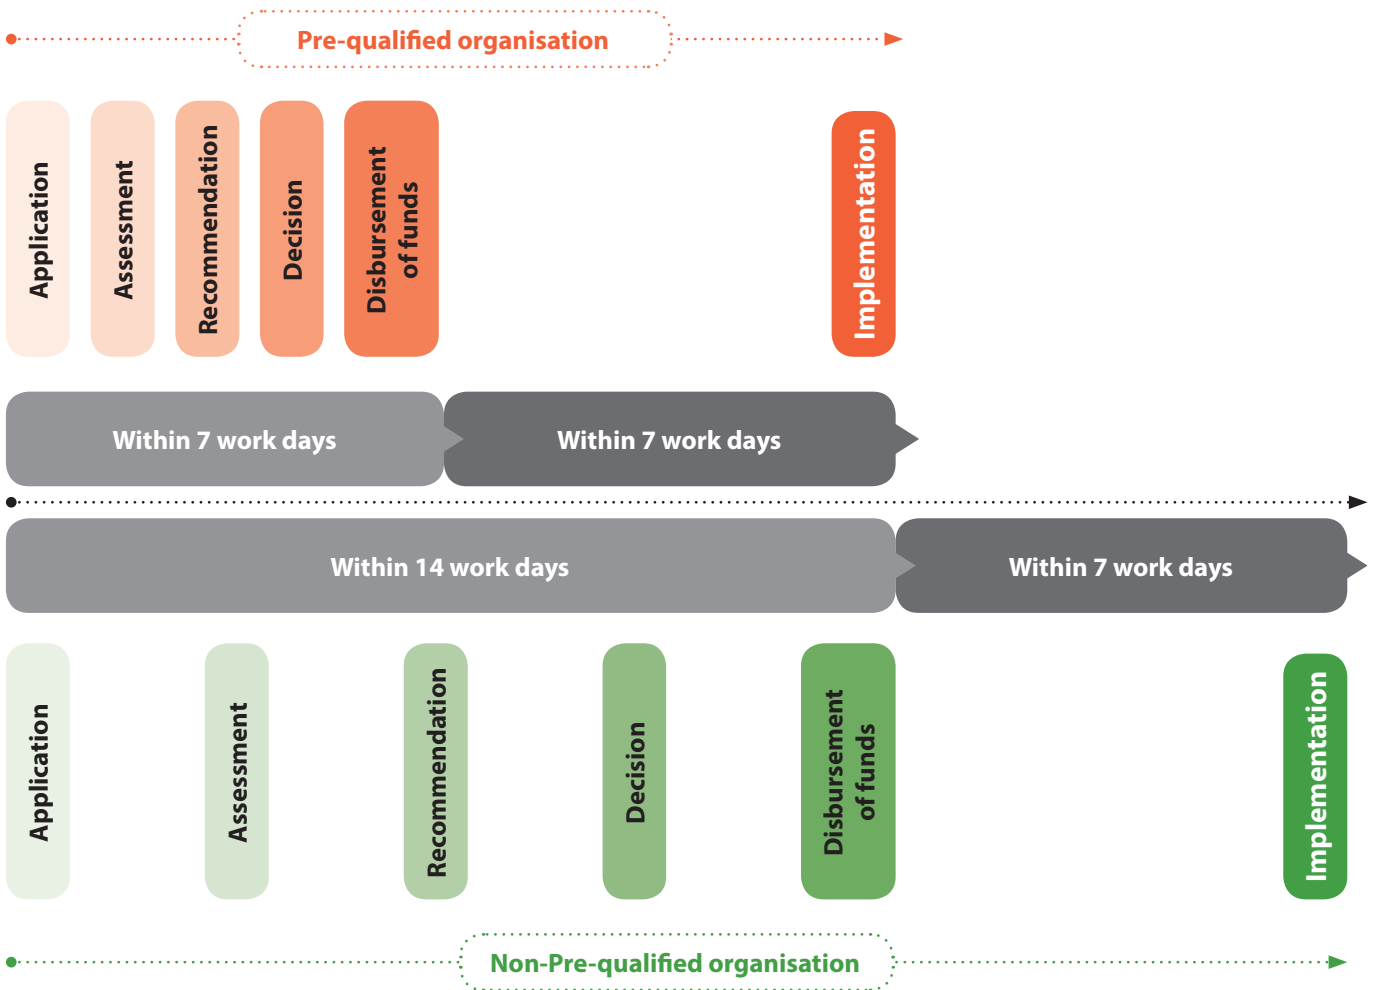 Pre-qualified organisation
Application
Assessment
Recommendation
Decision
Disbursement
of funds
Implementation
Within 7 work days
Within 7 work days
Within 14 work days
Within 7 work days
Application
Assessment
Recommendation
Decision
Disbursement
of funds
Implementation
Non-Pre-qualified organisation